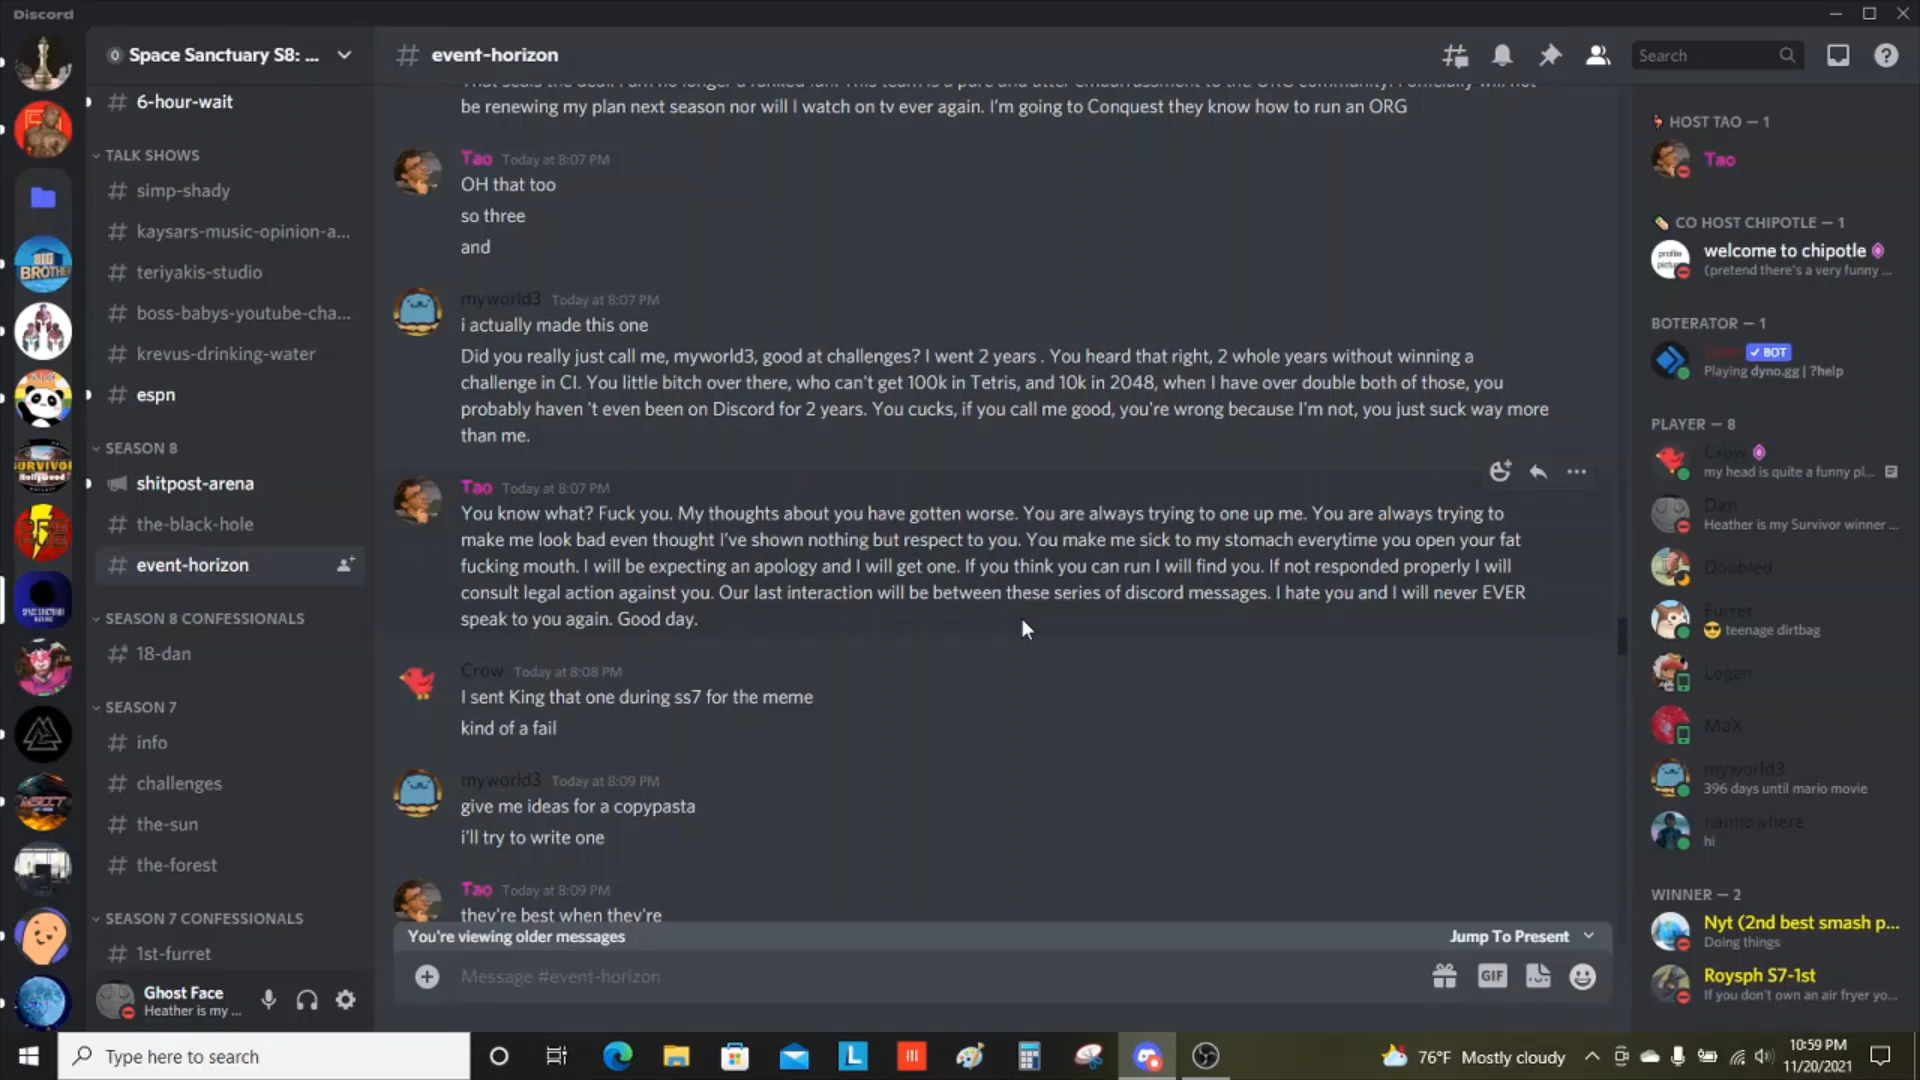 Discord
Space Sanctuary S8: ...
event-horizon
Search
6-hour-wait
TALK SHOWS
simp-shady
kaysars-music-opinion-a...
teriyakis-studio
boss-babys-youtube-cha...
krevus-drinking-water
espn
SEASON 8
shitpost-arena
the-black-hole
event-horizon
SEASON 8 CONFESSIONALS
18-dan
SEASON 7
info
challenges
the-sun
the-forest
SEASON 7 CONFESSIONALS
1st-furret
Ghost Face
Heather is my ...
be renewing my plan next season nor will I watch on tv ever again. I'm going to Conquest they know how to run an ORG
Tao Today at 8:07 PM
OH that too
so three
and
myworld3 Today at 8:07 PM
i actually made this one
Did you really just call me, myworld3, good at challenges? I went 2 years . You heard that right, 2 whole years without winning a
challenge in CI. You little bitch over there, who can't get 100k in Tetris, and 10k in 2048, when I have over double both of those, you
probably haven 't even been on Discord for 2 years. You cucks, if you call me good, you're wrong because I'm not, you just suck way more
than me.
Tao Today at 8:07 PM
You know what? Fuck you. My thoughts about you have gotten worse. You are always trying to one up me. You are always trying to
make me look bad even thought I've shown nothing but respect to you. You make me sick to my stomach everytime you open your fat
fucking mouth. I will be expecting an apology and I will get one. If you think you can run I will find you. If not responded properly I will
consult legal action against you. Our last interaction will be between these series of discord messages. I hate you and I will never EVER
speak to you again. Good day.
Crow Today at 8:08 PM
I sent King that one during ss7 for the meme
kind of a fail
myworld3 Today at 8:09 PM
give me ideas for a copypasta
i'll try to write one
Tao Today at 8:09 PM
they're best when they're
You're viewing older messages
Jump To Present
Message #event-horizon
GIF
HOST TAO — 1
Tao
CO HOST CHIPOTLE — 1
welcome to chipotle
(pretend there's a very funny ...
BOTERATOR — 1
BOT
Playing dyno.gg | ?help
PLAYER — 8
Crow
my head is quite a funny pl...
Dan
Heather is my Survivor winner ...
Doubled
Furret
teenage dirtbag
Logan
MaX
myworld3
396 days until mario movie
hi
WINNER — 2
Nyt (2nd best smash p...
Doing things
Roysph S7-1st
If you don't own an air fryer yo...
BIG
BROTHER
SURVIVOR
Type here to search
76°F Mostly cloudy
10:59 PM
11/20/2021